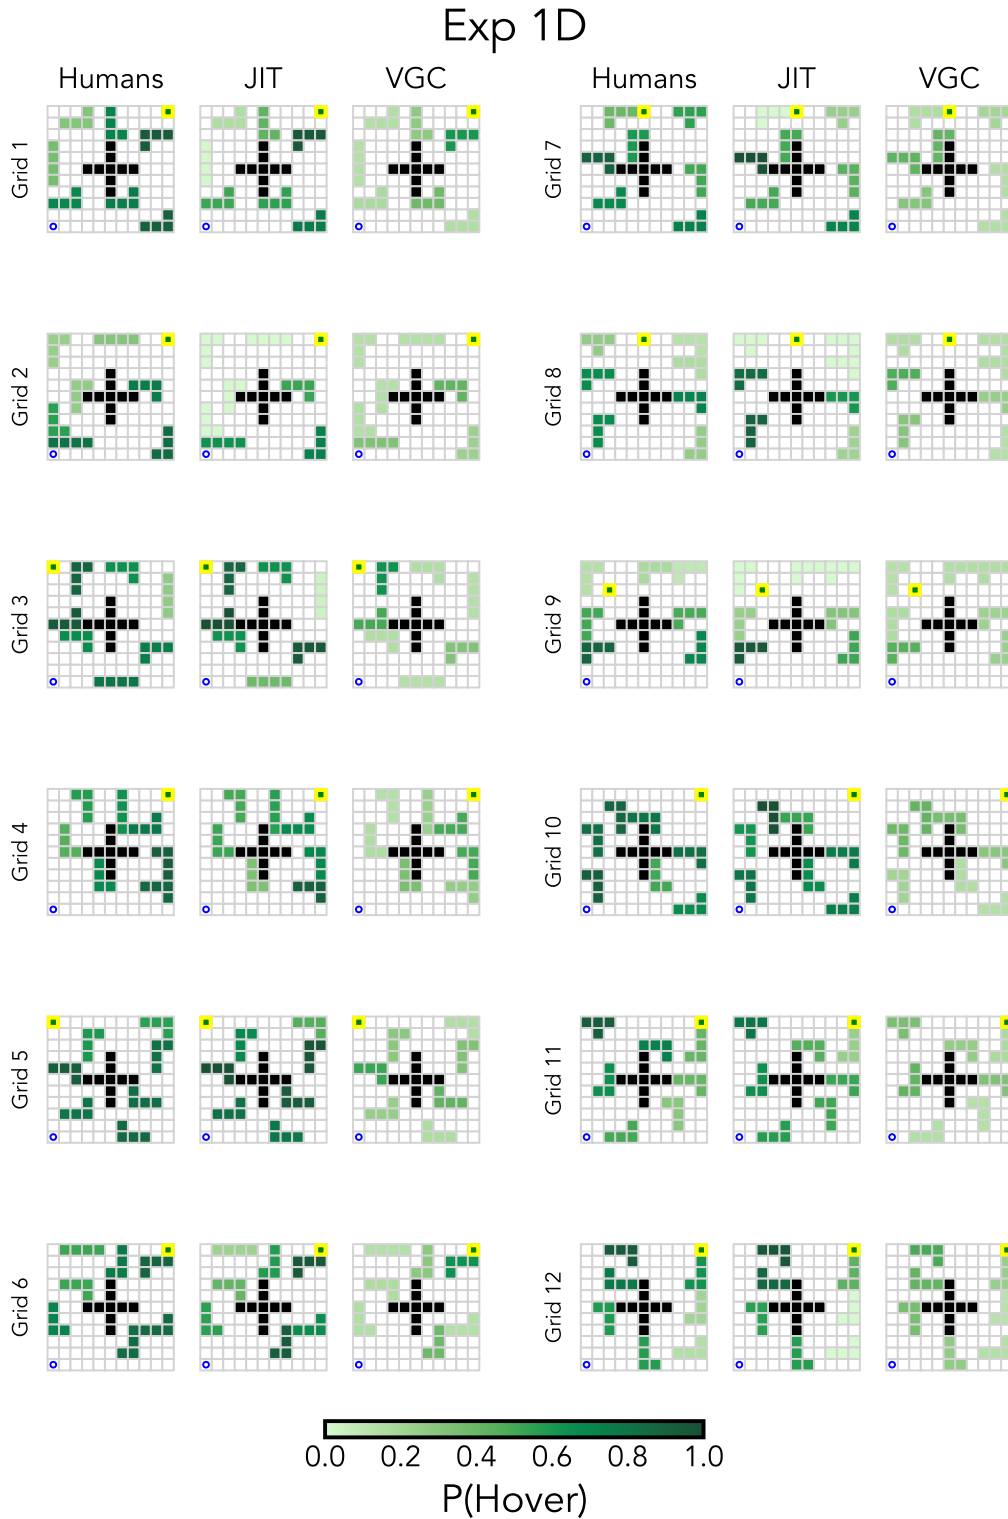 Exp 1D
Humans JIT VGC Humans JIT VGC
Grid 1 Grid 7
Grid 2 Grid 8
Grid 3 Grid 9
Grid 4 Grid 10
Grid 5 Grid 11
Grid 6 Grid 12
0.0 0.2 0.4 0.6 0.8 1.0
P(Hover)